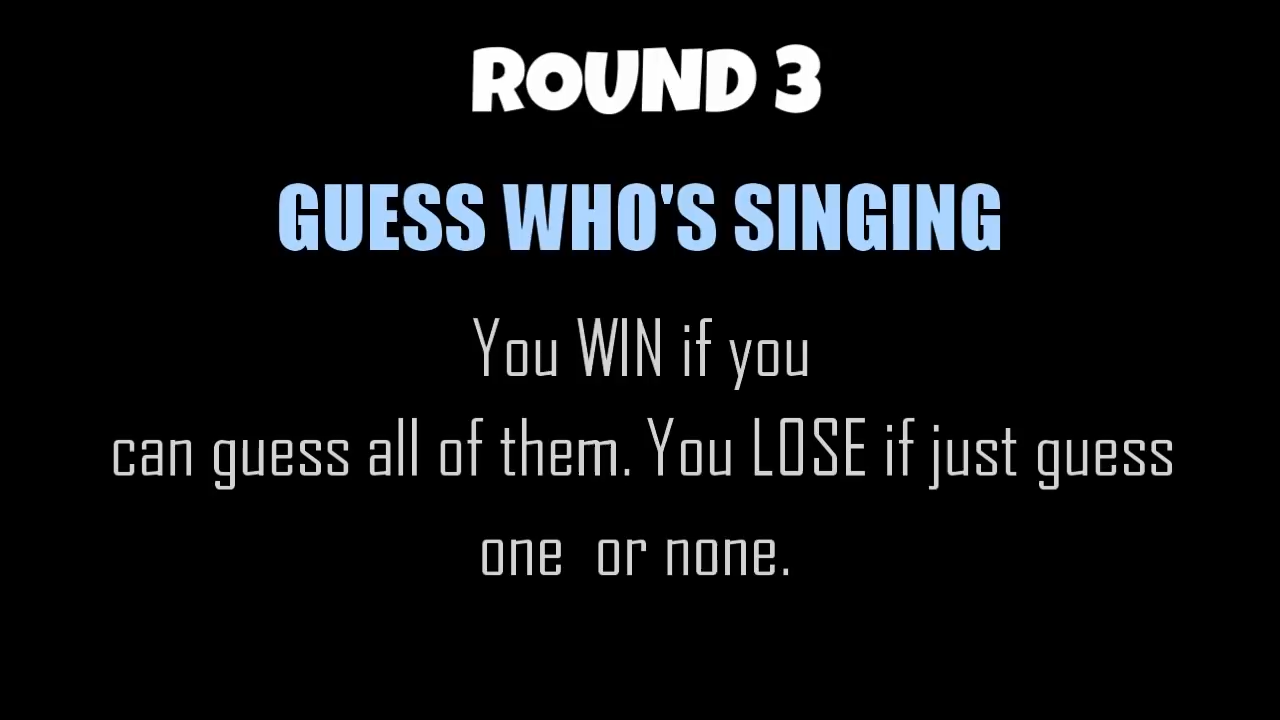 ROUND 3
GUESS WHO'S SINGING
You WIN if you
can guess all of them. You LOSE if just guess
one or none.